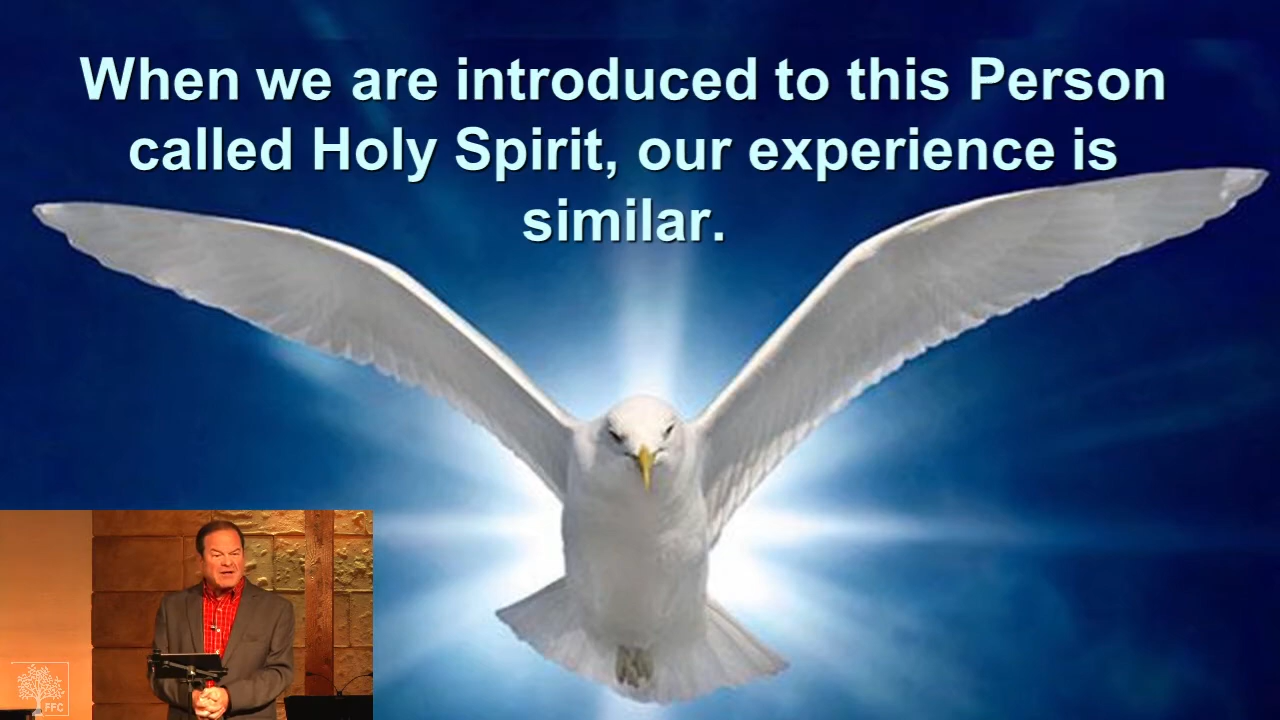 When we are introduced to this Person
called Holy Spirit, our experience is
similar.
FFC